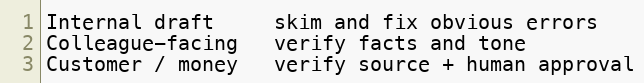 1 Internal draft     skim and fix obvious errors
2 Colleague-facing   verify facts and tone
3 Customer / money   verify source + human approval